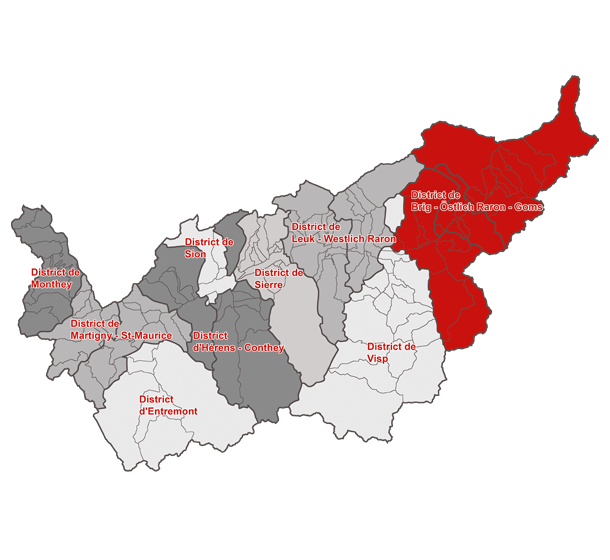 District de
Brig - Östlich Raron - Goms
District de
Leuk - Westlich Raron
District de
Sion
District de
Sierre
District de
Monthey
District de
Martigny - St-Maurice
District
d'Hérens - Conthey
District de
Visp
District
d'Entremont